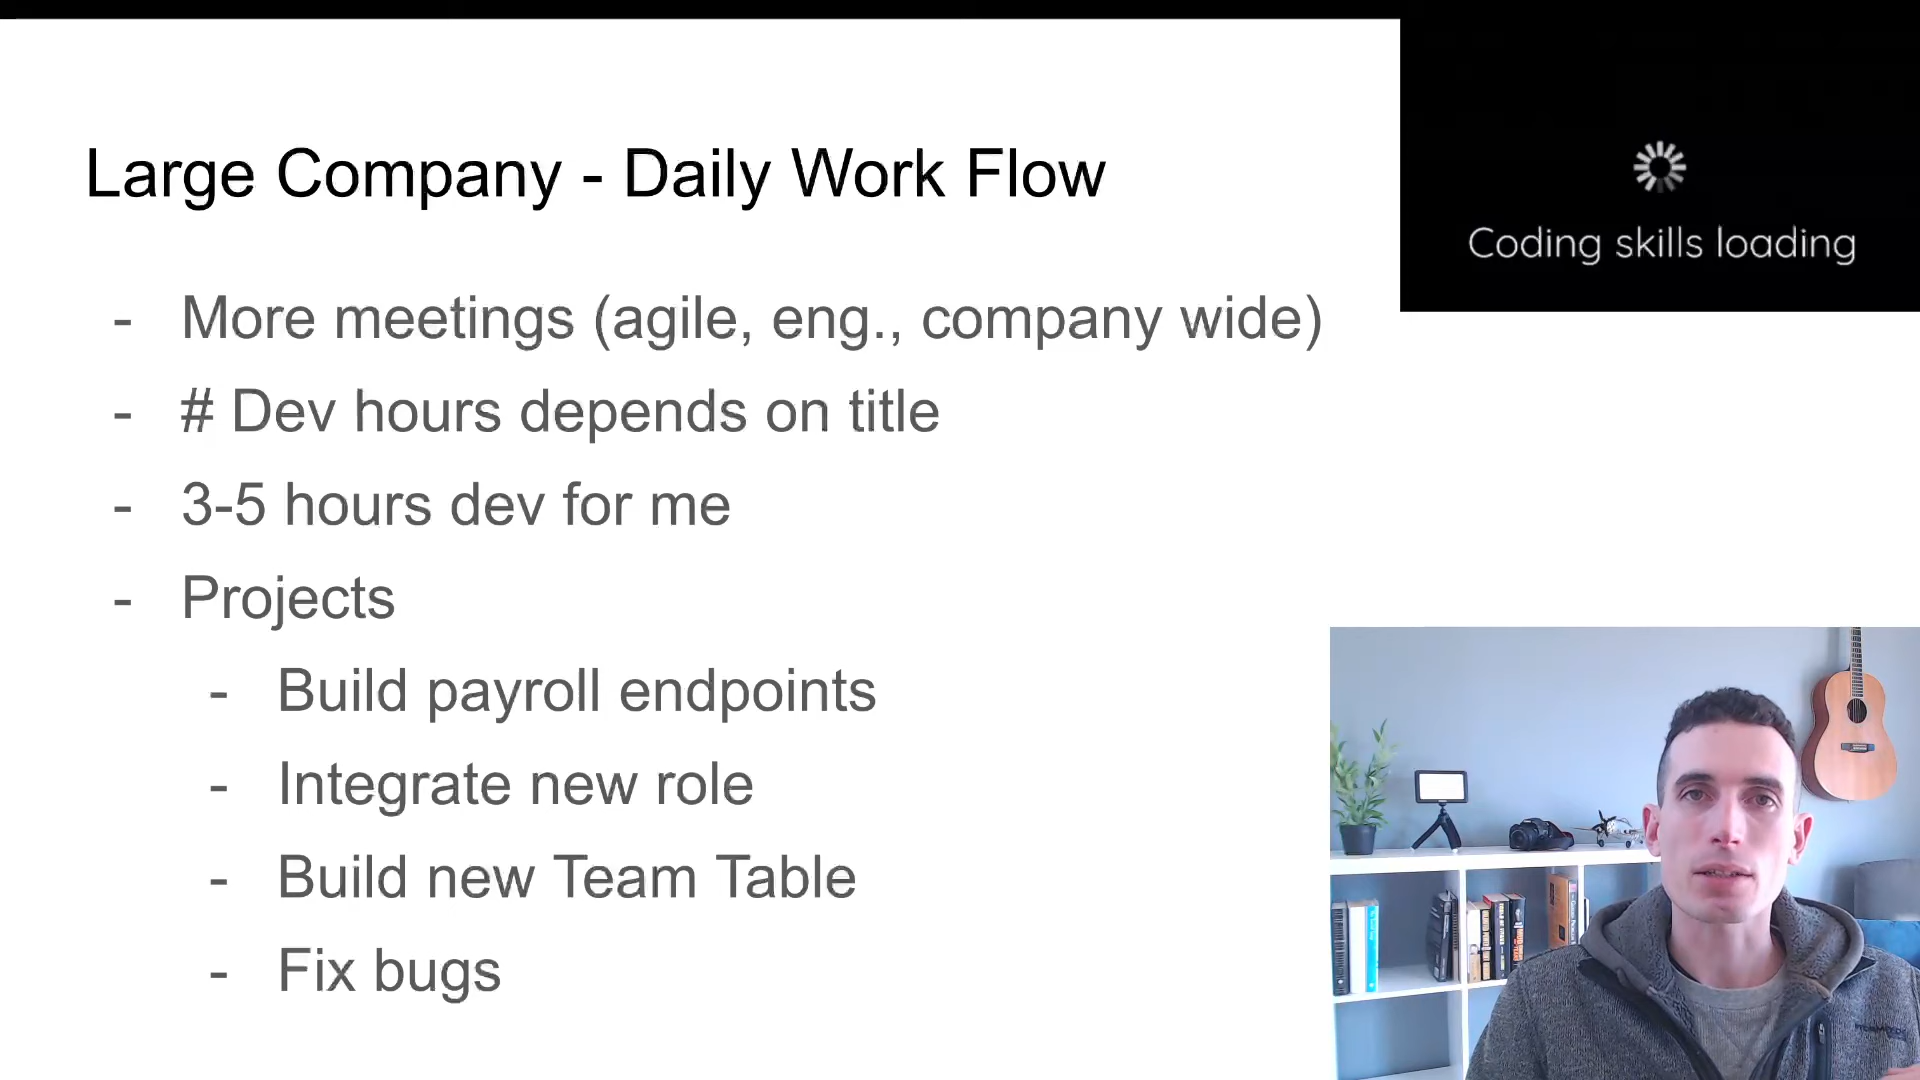 Large Company - Daily Work Flow
- More meetings (agile, eng., company wide)
- # Dev hours depends on title
- 3-5 hours dev for me
- Projects
- Build payroll endpoints
- Integrate new role
- Build new Team Table
- Fix bugs
Coding skills loading